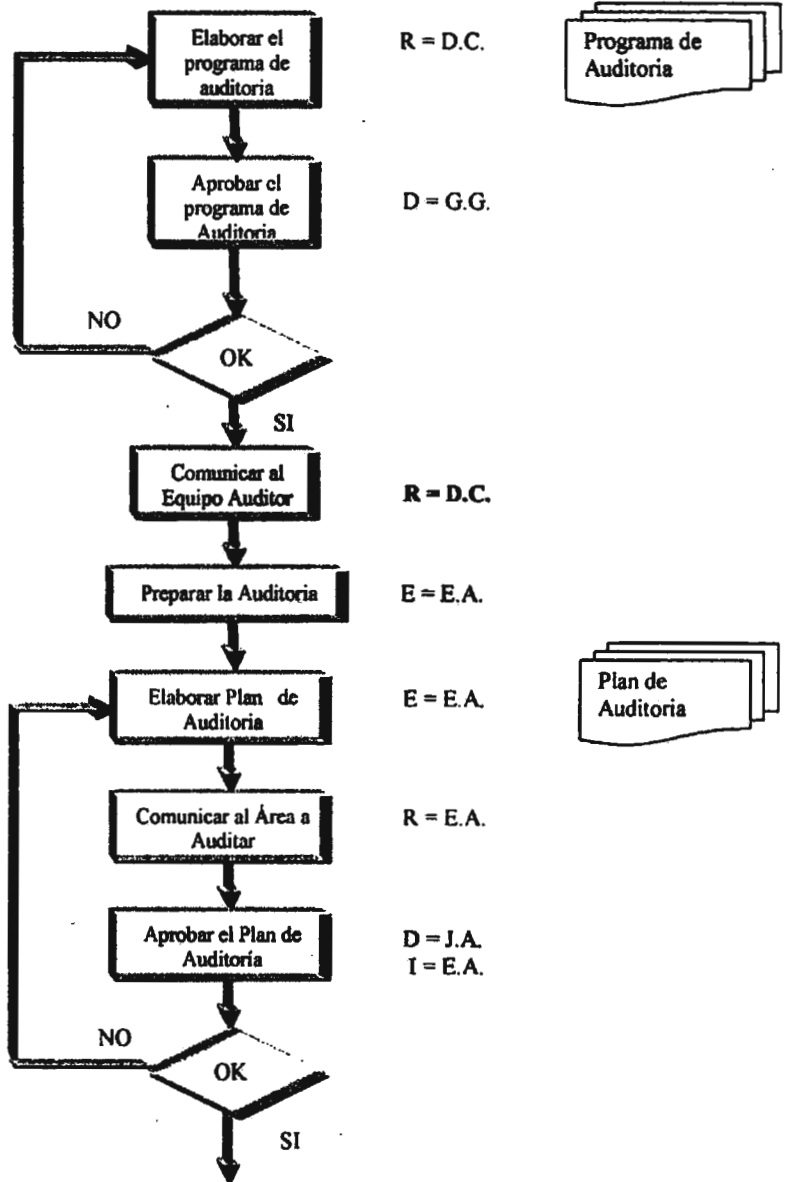 Elaborar el
programa de
auditoria
R = D.C.
Programa de
Auditoria
Aprobar el
programa de
Auditoria
D = G.G.
NO
OK
SI
Comunicar al
Equipo Auditor
R = D.C.
Preparar la Auditoria
E = E.A.
Elaborar Plan de
Auditoria
E = E.A.
Plan de
Auditoria
Comunicar al Área a
Auditar
R = E.A.
Aprobar el Plan de
Auditoría
D = J.A.
I = E.A.
NO
OK
SI